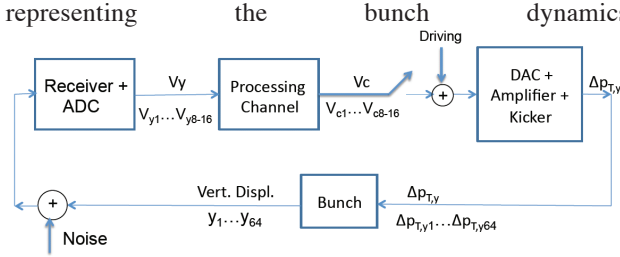 representing the bunch dynamics
Driving
Receiver +
ADC
Vy
Vy1…Vy8-16
Processing
Channel
Vc
Vc1…Vc8-16
+
DAC +
Amplifier +
Kicker
ΔpT,y
+
Noise
Vert. Displ.
y1…y64
Bunch
ΔpT,y
ΔpT,y1…ΔpT,y64